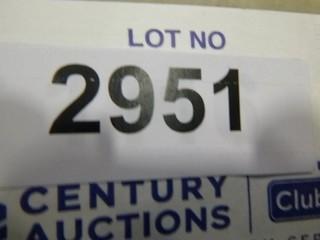 LOT NO
2951
CENTURY
AUCTIONS
Club